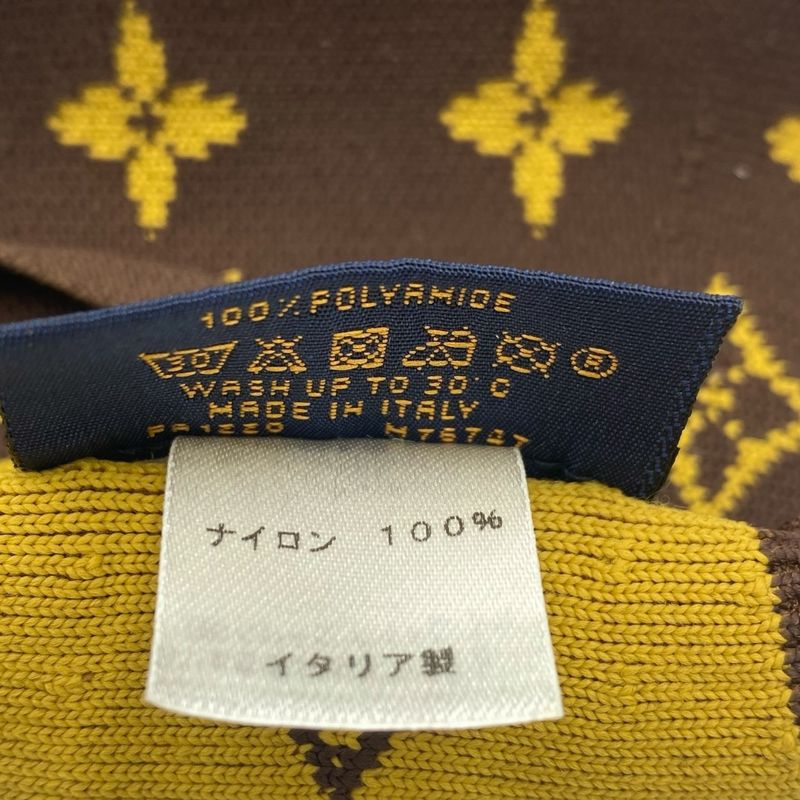 100% POLYAMIDE
30 P
WASH UP TO 30°C
MADE IN ITALY
ナイロン 100%
イタリア製